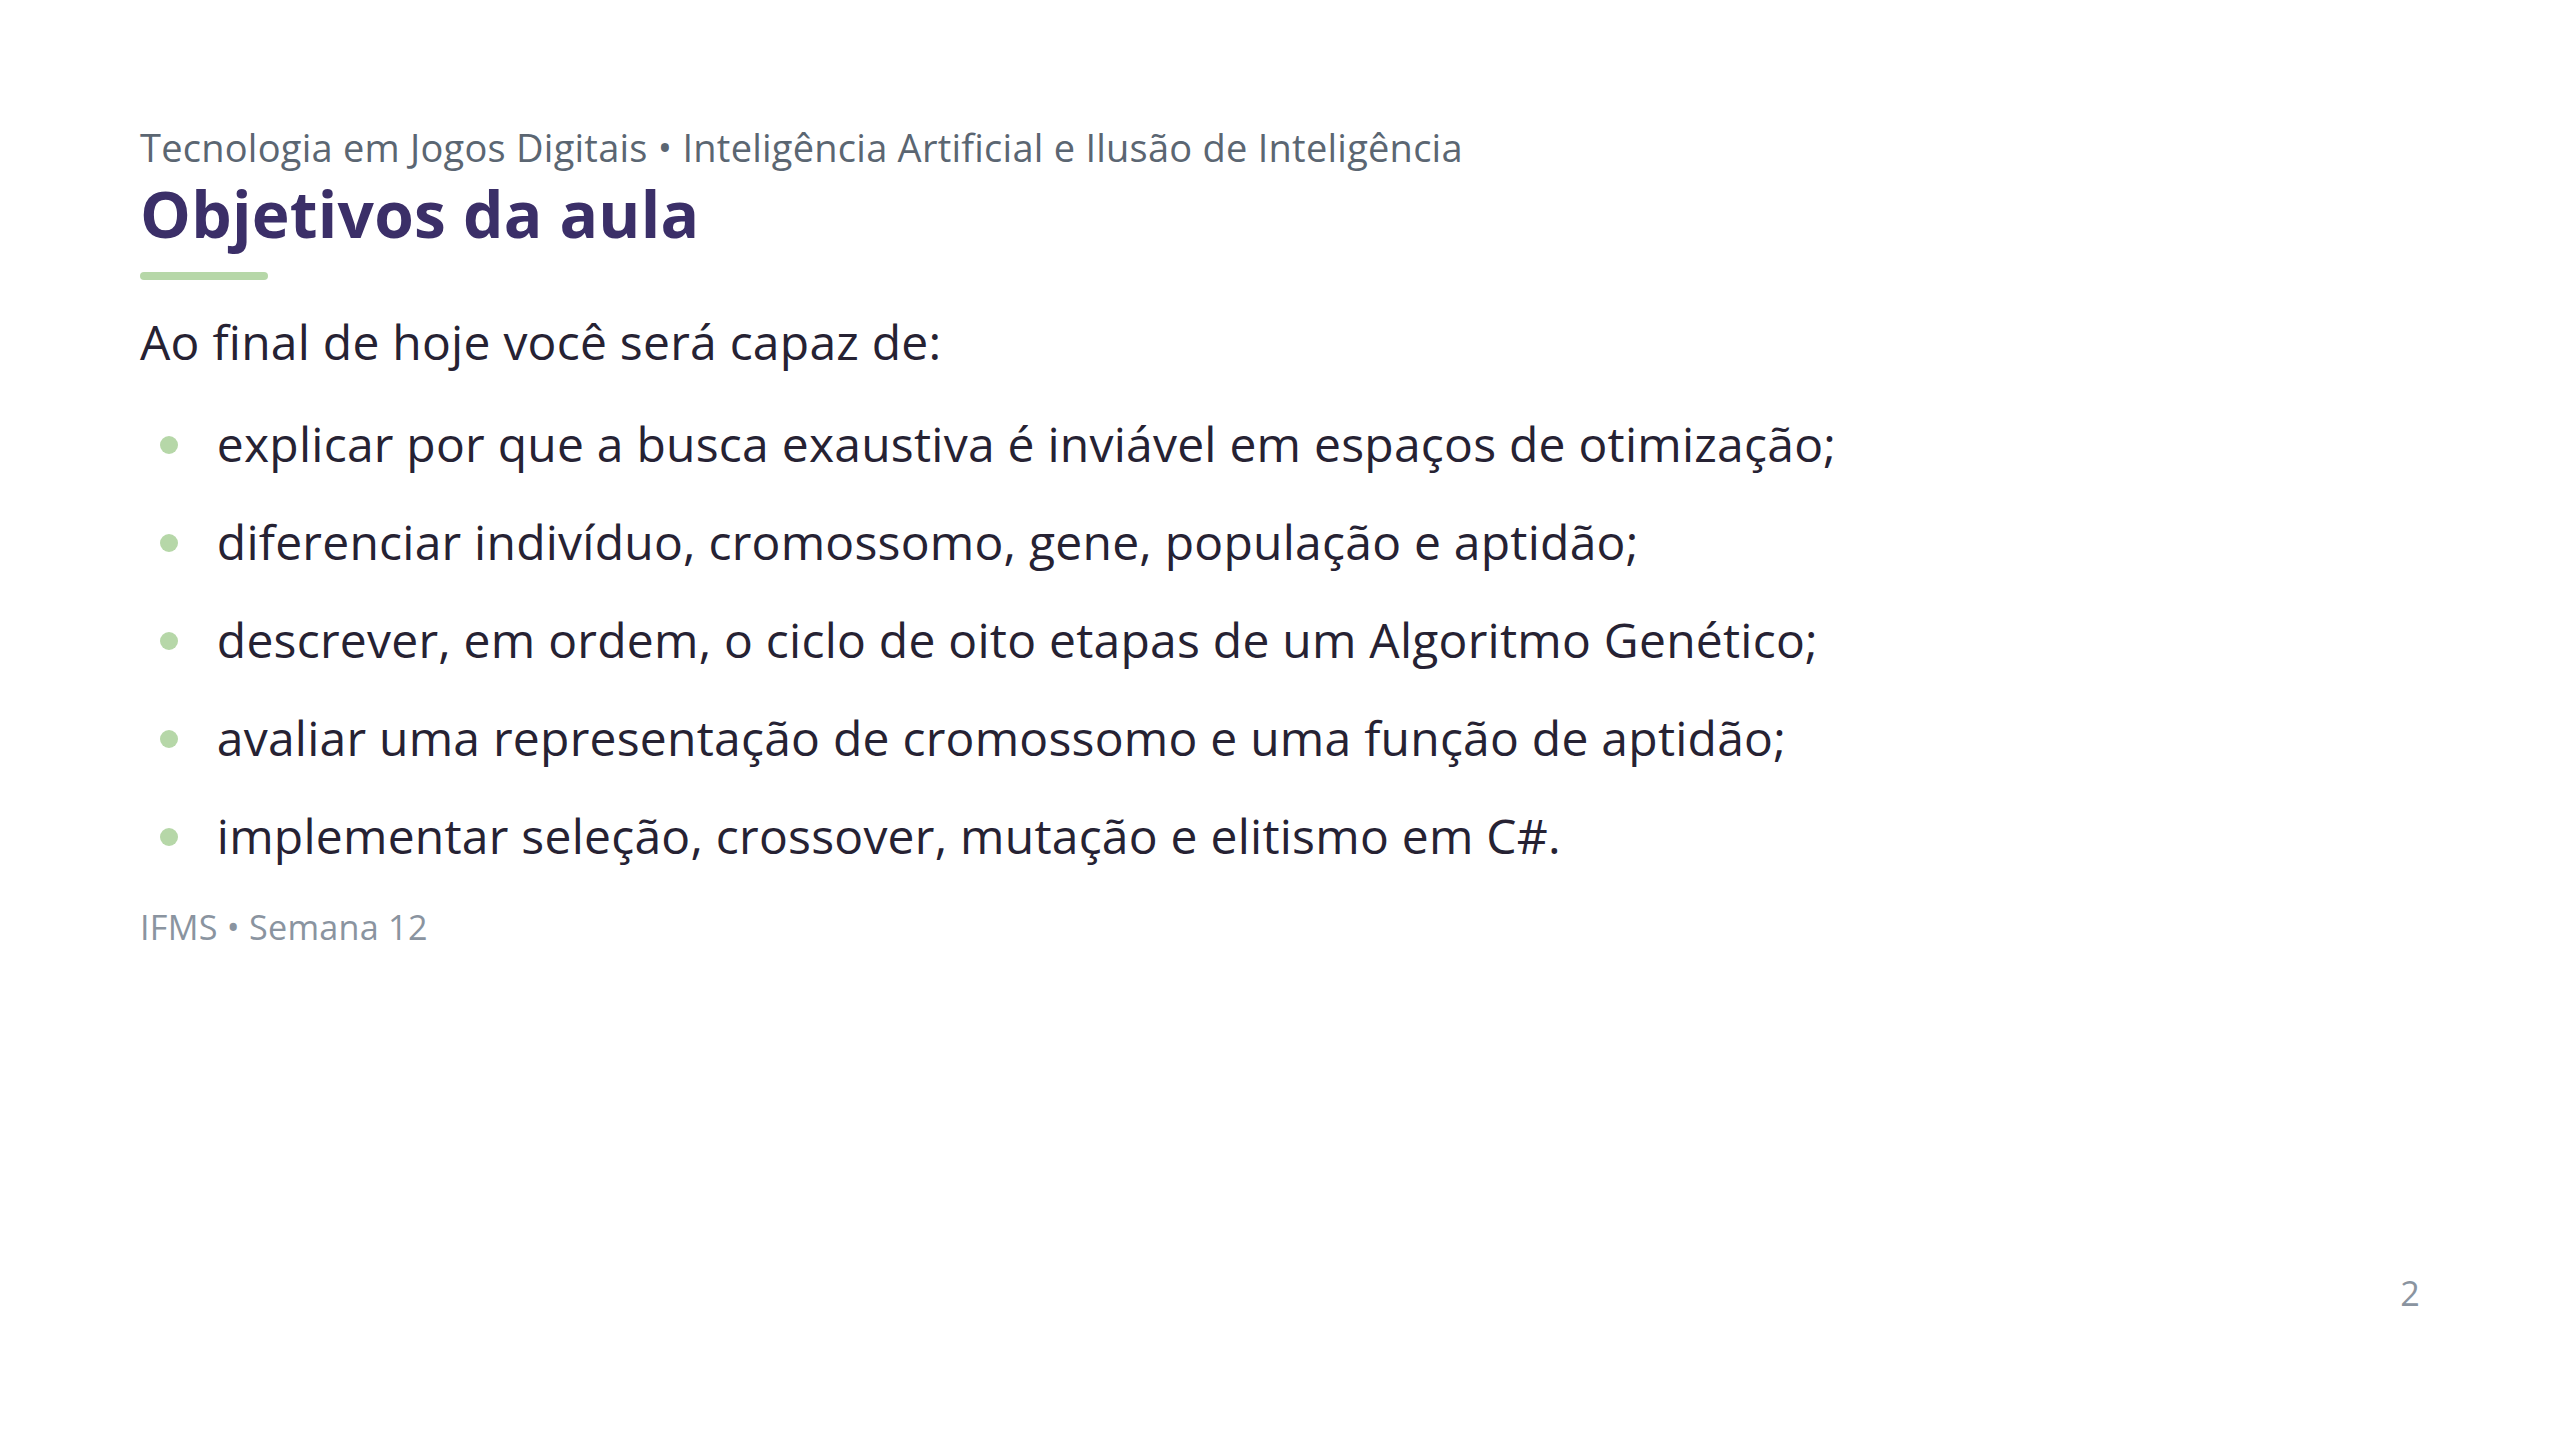 Tecnologia em Jogos Digitais • Inteligência Artificial e Ilusão de Inteligência
Objetivos da aula
Ao final de hoje você será capaz de:
• explicar por que a busca exaustiva é inviável em espaços de otimização;
• diferenciar indivíduo, cromossomo, gene, população e aptidão;
• descrever, em ordem, o ciclo de oito etapas de um Algoritmo Genético;
• avaliar uma representação de cromossomo e uma função de aptidão;
• implementar seleção, crossover, mutação e elitismo em C#.
IFMS • Semana 12
2